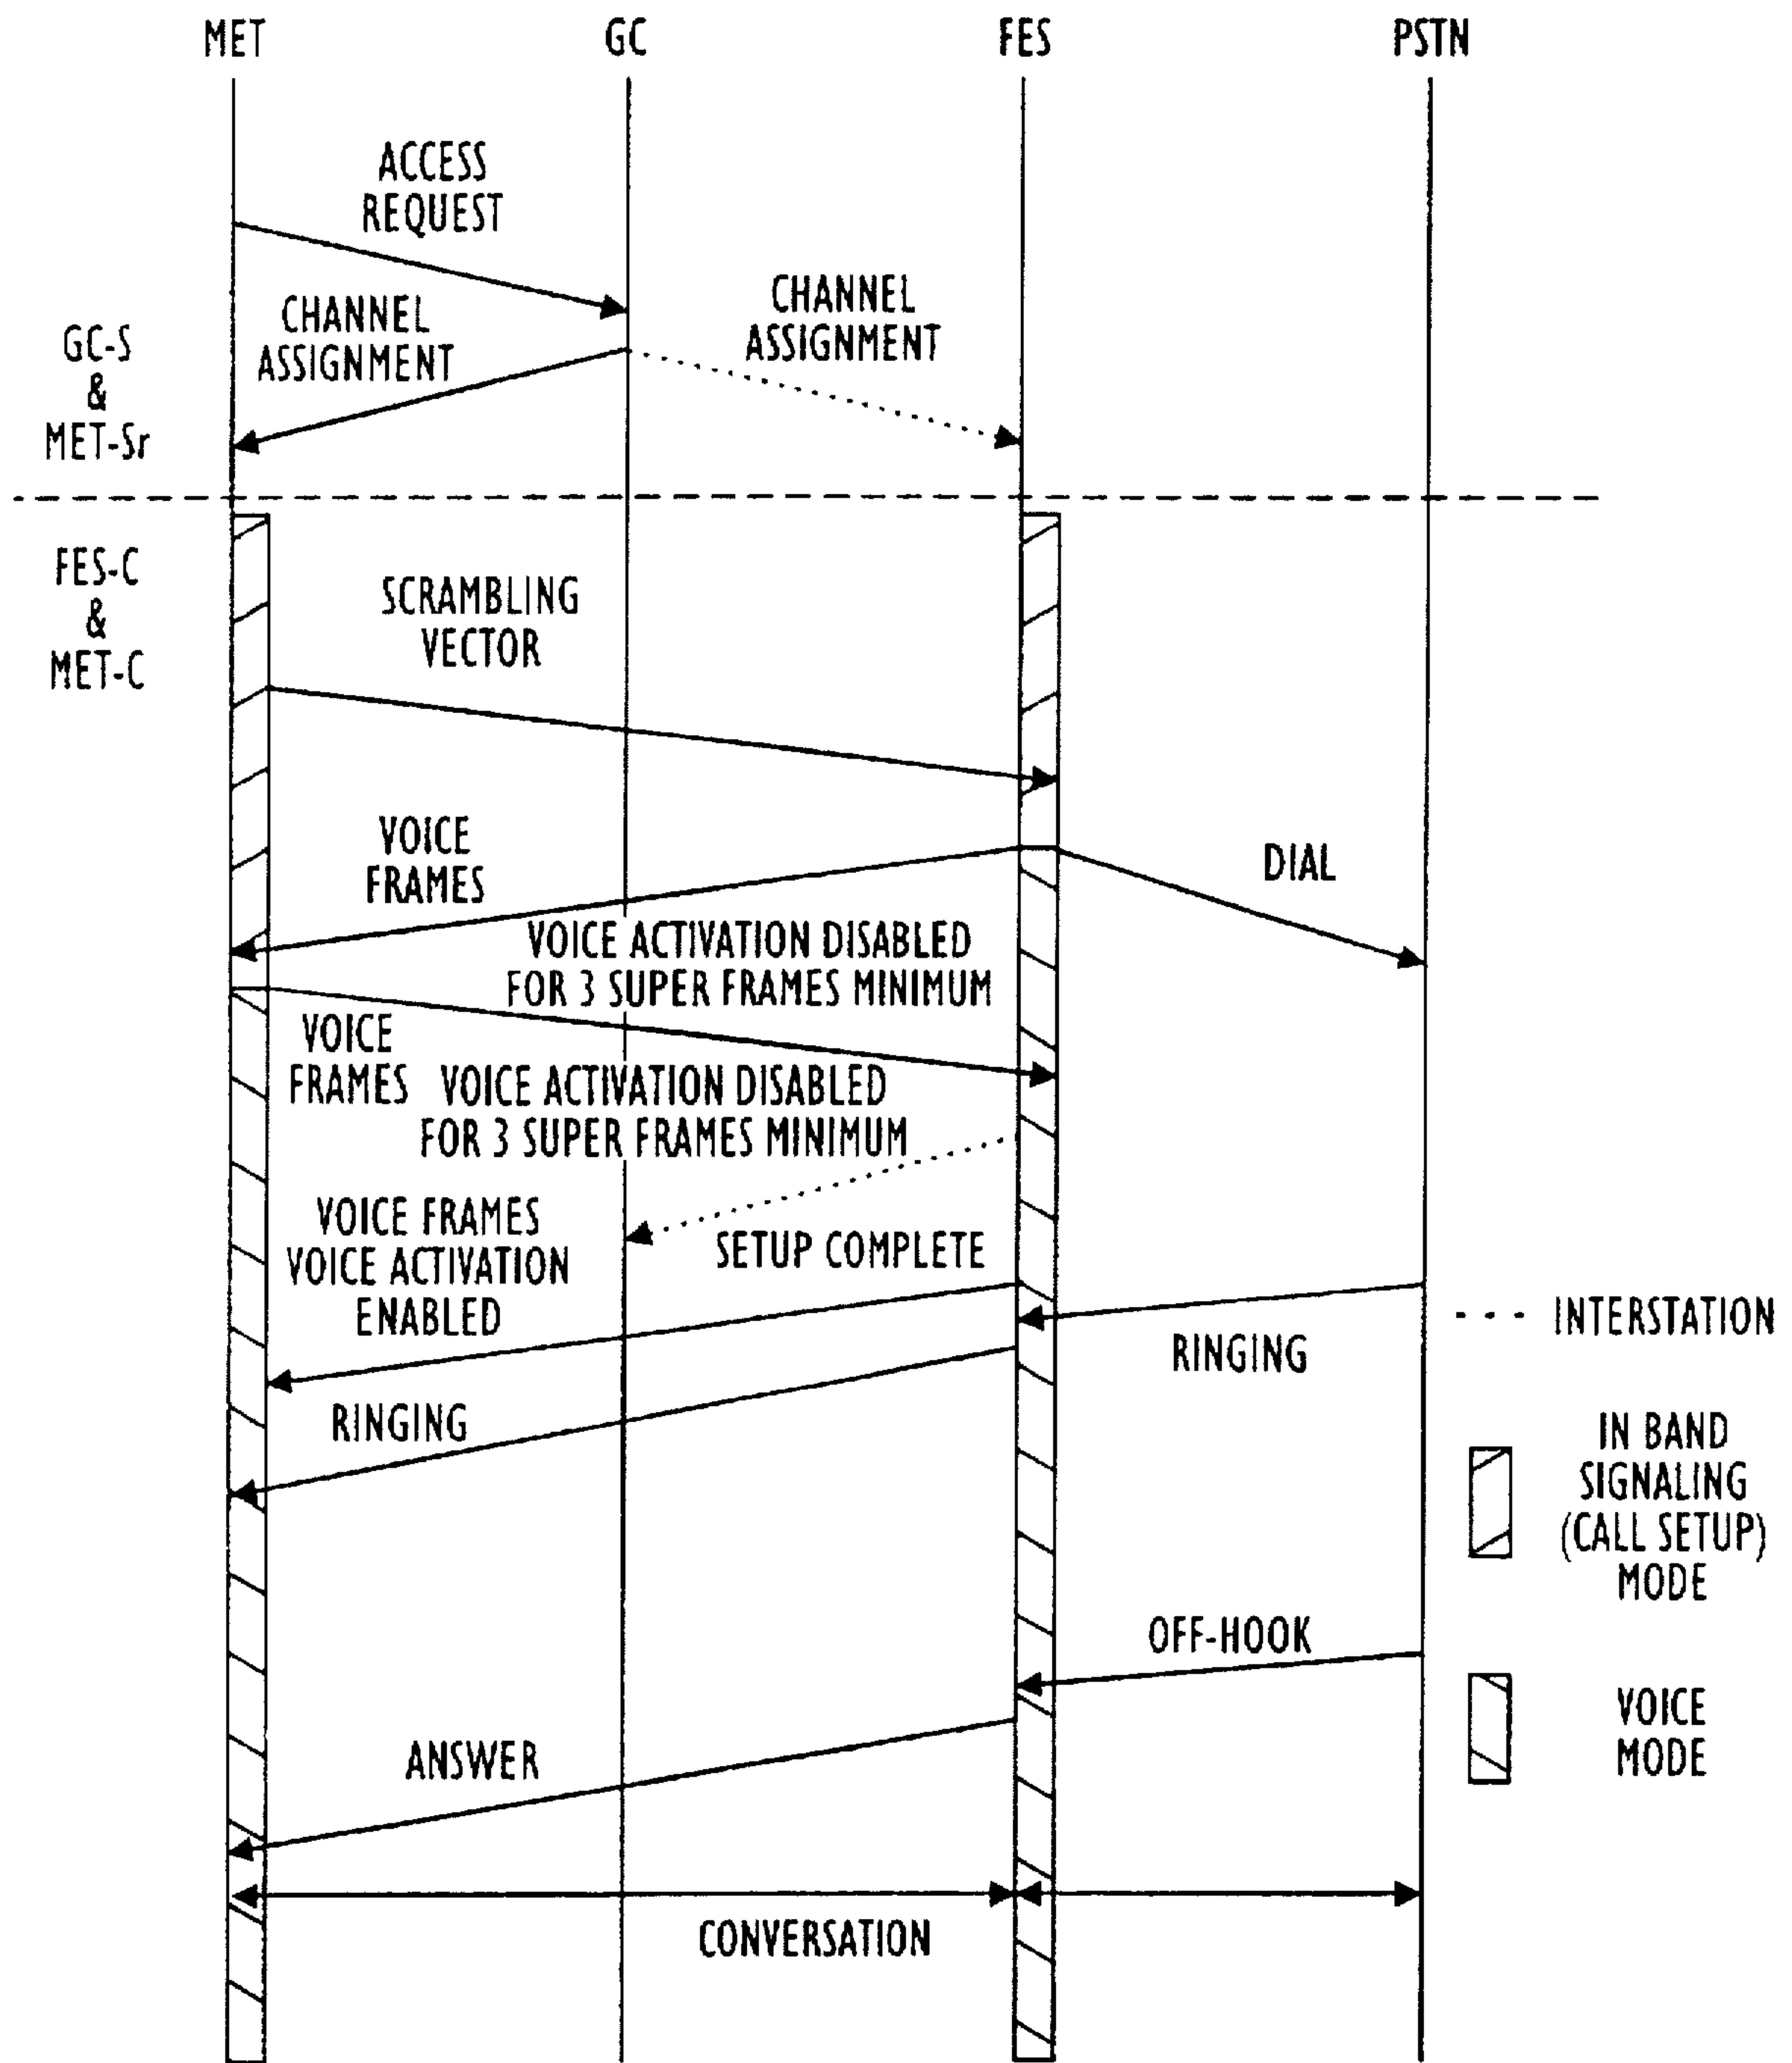 MET
GC
FES
PSTN
ACCESS
REQUEST
CHANNEL
ASSIGNMENT
CHANNEL
ASSIGNMENT
GC-S
&
MET-Sr
FES-C
&
MET-C
SCRAMBLING
VECTOR
VOICE
FRAMES
DIAL
VOICE ACTIVATION DISABLED
FOR 3 SUPER FRAMES MINIMUM
VOICE
FRAMES
VOICE ACTIVATION DISABLED
FOR 3 SUPER FRAMES MINIMUM
VOICE FRAMES
VOICE ACTIVATION
ENABLED
SETUP COMPLETE
RINGING
INTERSTATION
RINGING
IN BAND
SIGNALING
(CALL SETUP)
MODE
OFF-HOOK
VOICE
MODE
ANSWER
CONVERSATION